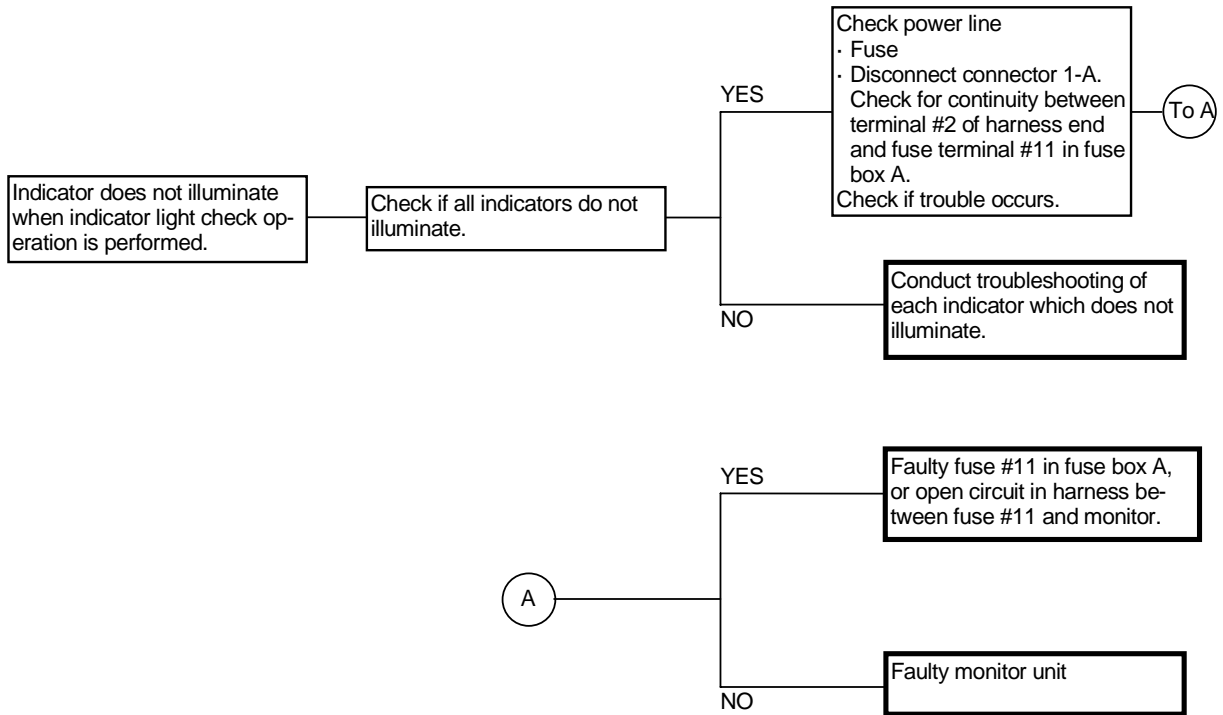 Check power line
· Fuse
· Disconnect connector 1-A.
Check for continuity between
terminal #2 of harness end
and fuse terminal #11 in fuse
box A.
Check if trouble occurs.
YES
To A
Indicator does not illuminate
when indicator light check op-
eration is performed.
Check if all indicators do not
illuminate.
NO
Conduct troubleshooting of
each indicator which does not
illuminate.
YES
Faulty fuse #11 in fuse box A,
or open circuit in harness be-
tween fuse #11 and monitor.
A
NO
Faulty monitor unit